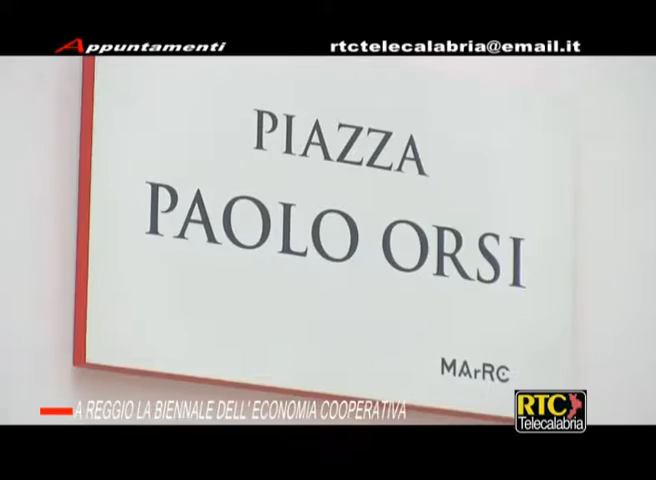 Appuntamenti
rtctelecalabria@email.it
PIAZZA
PAOLO ORSI
MArRC
A REGGIO LA BIENNALE DELL'ECONOMIA COOPERATIVA
RTC
Telecalabria